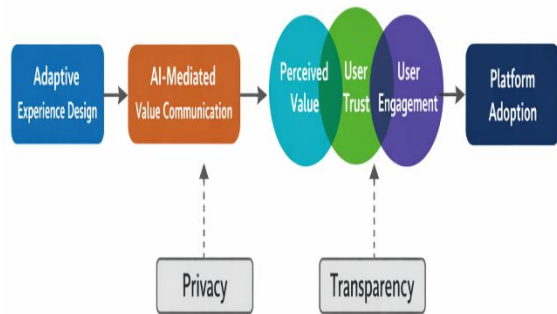 Adaptive
Experience Design
AI-Mediated
Value Communication
Perceived
Value
User
Trust
User
Engagement
Platform
Adoption
Privacy
Transparency